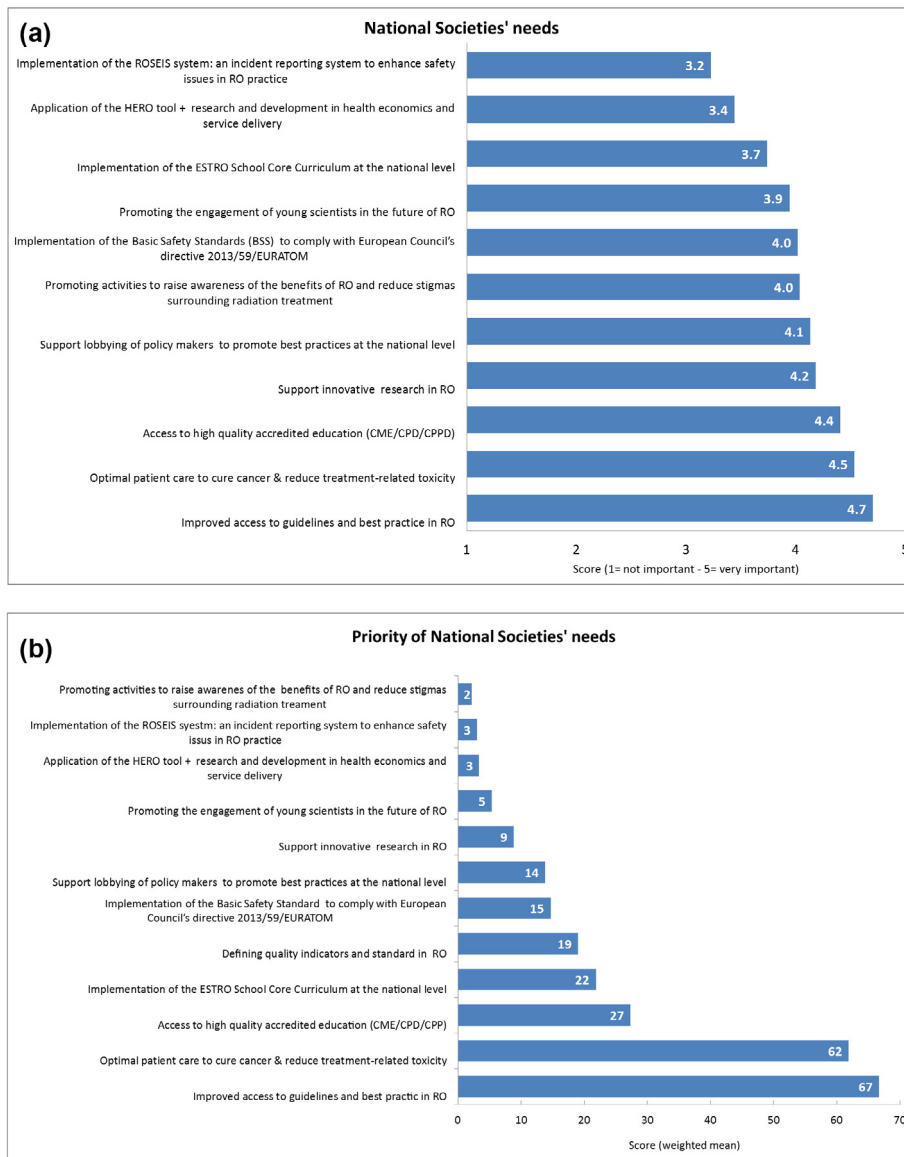 (a)
National Societies' needs
Implementation of the ROSEIS system: an incident reporting system to enhance safety
issues in RO practice
3.2
Application of the HERO tool + research and development in health economics and
service delivery
3.4
Implementation of the ESTRO School Core Curriculum at the national level
3.7
Promoting the engagement of young scientists in the future of RO
3.9
Implementation of the Basic Safety Standards (BSS) to comply with European Council's
directive 2013/59/EURATOM
4.0
Promoting activities to raise awareness of the benefits of RO and reduce stigmas
surrounding radiation treatment
4.0
Support lobbying of policy makers to promote best practices at the national level
4.1
Support innovative research in RO
4.2
Access to high quality accredited education (CME/CPD/CPPD)
4.4
Optimal patient care to cure cancer & reduce treatment-related toxicity
4.5
Improved access to guidelines and best practice in RO
4.7
1 2 3 4 5
Score (1= not important - 5= very important)
(b)
Priority of National Societies' needs
Promoting activities to raise awarenes of the benefits of RO and reduce stigmas
surrounding radiation treament
2
Implementation of the ROSEIS syestm: an incident reporting system to enhance safety
issus in RO practice
3
Application of the HERO tool + research and development in health economics and
service delivery
3
Promoting the engagement of young scientists in the future of RO
5
Support innovative research in RO
9
Support lobbying of policy makers to promote best practices at the national level
14
Implementation of the Basic Safety Standard to comply with European
Council's directive 2013/59/EURATOM
15
Defining quality indicators and standard in RO
19
Implementation of the ESTRO School Core Curriculum at the national level
22
Access to high quality accredited education (CME/CPD/CPP)
27
Optimal patient care to cure cancer & reduce treatment-related toxicity
62
Improved access to guidelines and best practic in RO
67
0 10 20 30 40 50 60 70
Score (weighted mean)